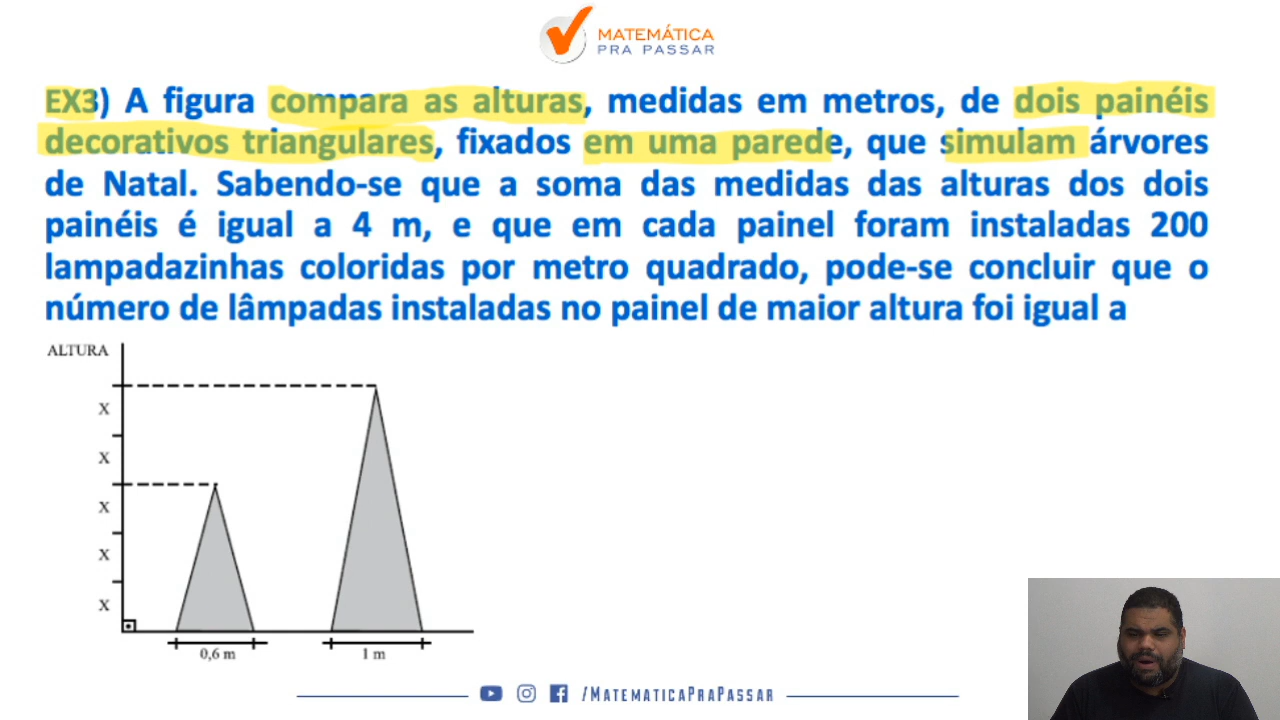 MATEMÁTICA
PRA PASSAR
EX3) A figura compara as alturas, medidas em metros, de dois painéis
decorativos triangulares, fixados em uma parede, que simulam árvores
de Natal. Sabendo-se que a soma das medidas das alturas dos dois
painéis é igual a 4 m, e que em cada painel foram instaladas 200
lampadazinhas coloridas por metro quadrado, pode-se concluir que o
número de lâmpadas instaladas no painel de maior altura foi igual a
ALTURA
X
X
X
X
X
0,6 m
1 m
/MatematicaPraPassar